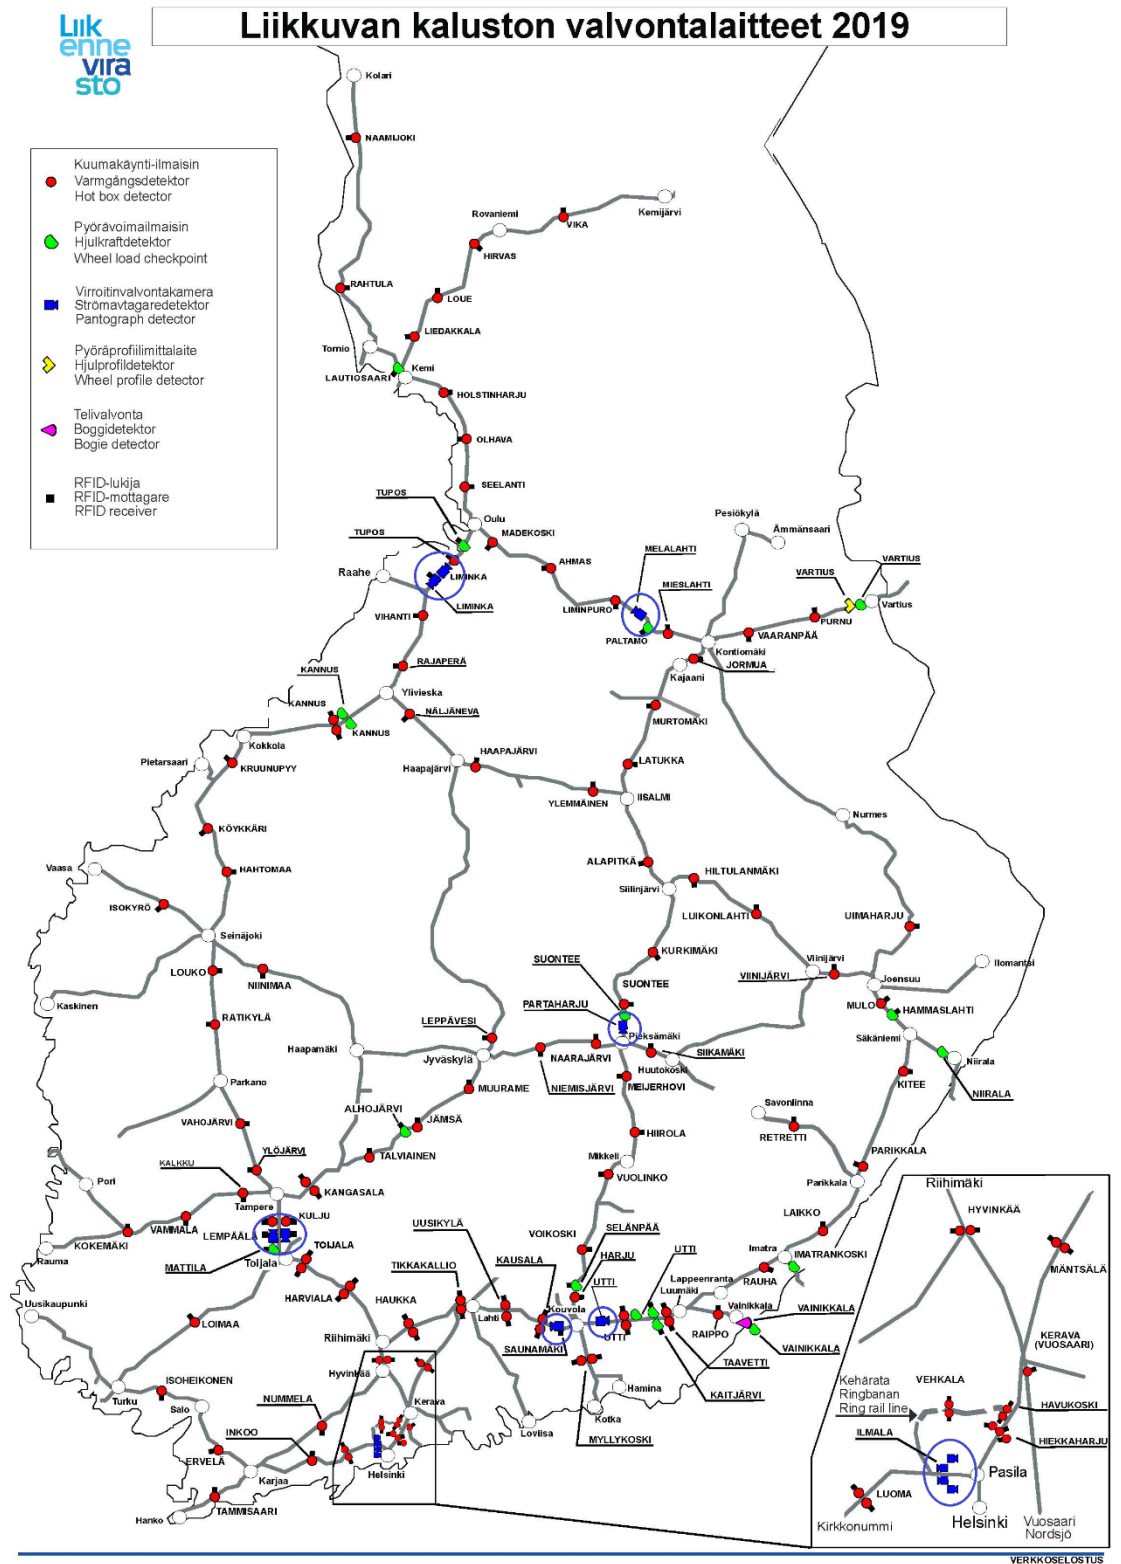 Liikkuvan kaluston valvontalaitteet 2019
Liik
enne
vira
sto
Kuumakäynti-ilmaisin
Varmgångsdetektor
Hot box detector
Pyörävoimailmaisin
Hjulkraftdetektor
Wheel load checkpoint
Virroitinvalvontakamera
Strömavtagaredetektor
Pantograph detector
Pyöräprofiilimittalaite
Hjulprofildetektor
Wheel profile detector
Telivalvonta
Boggidetektor
Bogie detector
RFID-lukija
RFID-mottagare
RFID receiver
Kolari
NAAMIJOKI
Rovaniemi
Kemijärvi
VIKA
HIRVAS
RAHTULA
LOUE
LIEDAKKALA
Tornio
LAUTIOSAARI
Kemi
HOLSTINHARJU
OLHAVA
SEELANTI
TUPOS
Oulu
MADEKOSKI
TUPOS
Pesiökylä
Ämmänsaari
MELALAHTI
AHMAS
VARTIUS
VARTIUS
MIESLAHTI
Raahe
LIMINKA
LIMINKA
LIMINPURO
VIHANTI
PALTAMO
PURNU
Vartius
VAARANPÄÄ
Kontiomäki
JORMUA
Kajaani
RAJAPERÄ
KANNUS
Ylivieska
KANNUS
NÄLJÄNEVA
MURTOMÄKI
KANNUS
Kokkola
HAAPAJÄRVI
Haapajärvi
Pietarsaari
KRUUNUPYY
LATUKKA
YLEMMÄINEN
IISALMI
Nurmes
KÖYKKÄRI
Vaasa
HAHTOMAA
ALAPITKÄ
HILTULANMÄKI
Siilinjärvi
ISOKYRÖ
LUIKONLAHTI
UIMAHARJU
Seinäjoki
KURKIMÄKI
LOUKO
NIINIMAA
SUONTEE
Viinijärvi
VIINIJÄRVI
Ilomantsi
Joensuu
SUONTEE
Kaskinen
PARTAHARJU
MULO
HAMMASLAHTI
RATIKYLÄ
LEPPÄVESI
Pieksämäki
Säkäniemi
Haapamäki
Jyväskylä
NAARAJÄRVI
SIIKAMÄKI
Huutokoski
Niirala
NIEMISJÄRVI
MEIJERHOVI
KITEE
NIIRALA
Parkano
MUURAME
ALHOJÄRVI
JÄMSÄ
Savonlinna
RETRETTI
VAHOJÄRVI
HIIROLA
YLÖJÄRVI
KALKKU
TALVIAINEN
Mikkeli
PARIKKALA
VUOLINKO
Parikkala
Pori
KANGASALA
Tampere
VAMMALA
KOKEMÄKI
Rauma
KULJU
LEMPÄÄLÄ
MATTILA
TOIJALA
Toijala
UUSIKYLÄ
VOIKOSKI
SELÄNPÄÄ
HARJU
UTTI
UTTI
LAIKKO
Imatra
IMATRANKOSKI
RAUHA
TIKKAKALLIO
KAUSALA
Lappeenranta
Luumäki
HARVIALA
HAUKKA
Lahti
Kouvola
Vainikkala
VAINIKKALA
Uusikaupunki
LOIMAA
Riihimäki
SAUNAMÄKI
UTTI
RAIPPO
TAAVETTI
VAINIKKALA
Hyvinkää
KAITJÄRVI
ISOHEIKONEN
Turku
Salo
NUMMELA
Kerava
Hamina
Kotka
Loviisa
MYLLYKOSKI
INKOO
ERVELÄ
Karjaa
Helsinki
TAMMISAARI
Hanko
Riihimäki
HYVINKÄÄ
MÄNTSÄLÄ
KERAVA
(VUOSAARI)
Kehärata
Ringbanan
Ring rail line
VEHKALA
HAVUKOSKI
ILMALA
HIEKKAHARJU
Pasila
LUOMA
Kirkkonummi
Helsinki
Vuosaari
Nordsjö
VERKKOSELOSTUS